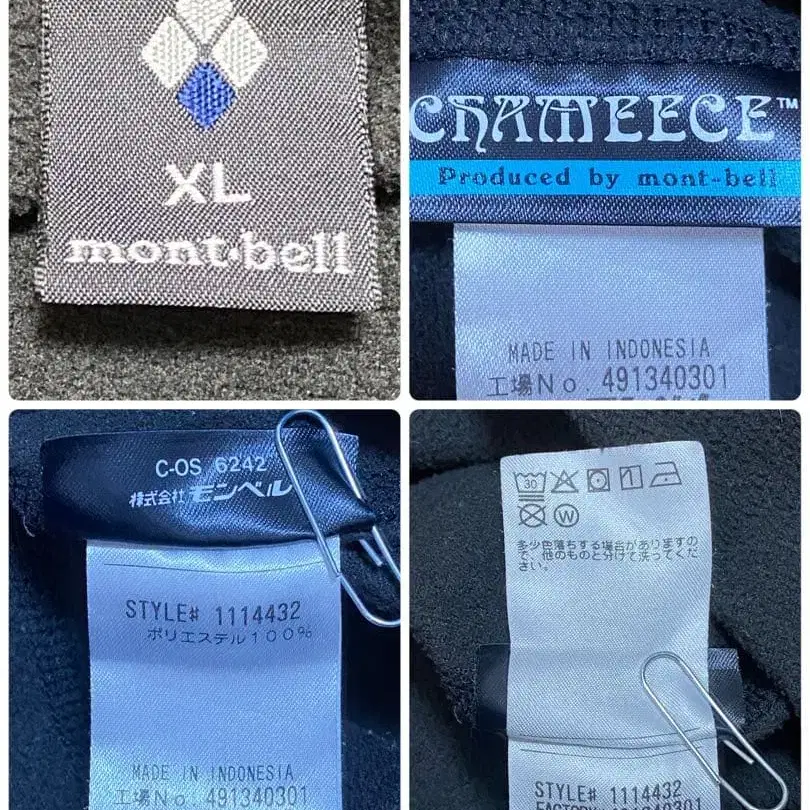 XL
mont-bell
CHAMEECE™
Produced by mont-bell
MADE IN INDONESIA
工場No. 491340301
C-OS 6242
株式会社モンベル
STYLE# 1114432
ポリエステル100%
MADE IN INDONESIA
工場No. 491340301
30
1
W
多少色落ちする場合がありますの
で、他のものと分けて洗ってくだ
さい。
STYLE# 1114432